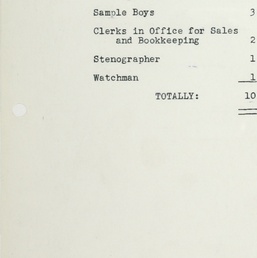 Sample Boys 3
Clerks in Office for Sales
and Bookkeeping 2
Stenographer 1
Watchman 1
TOTALLY: 10